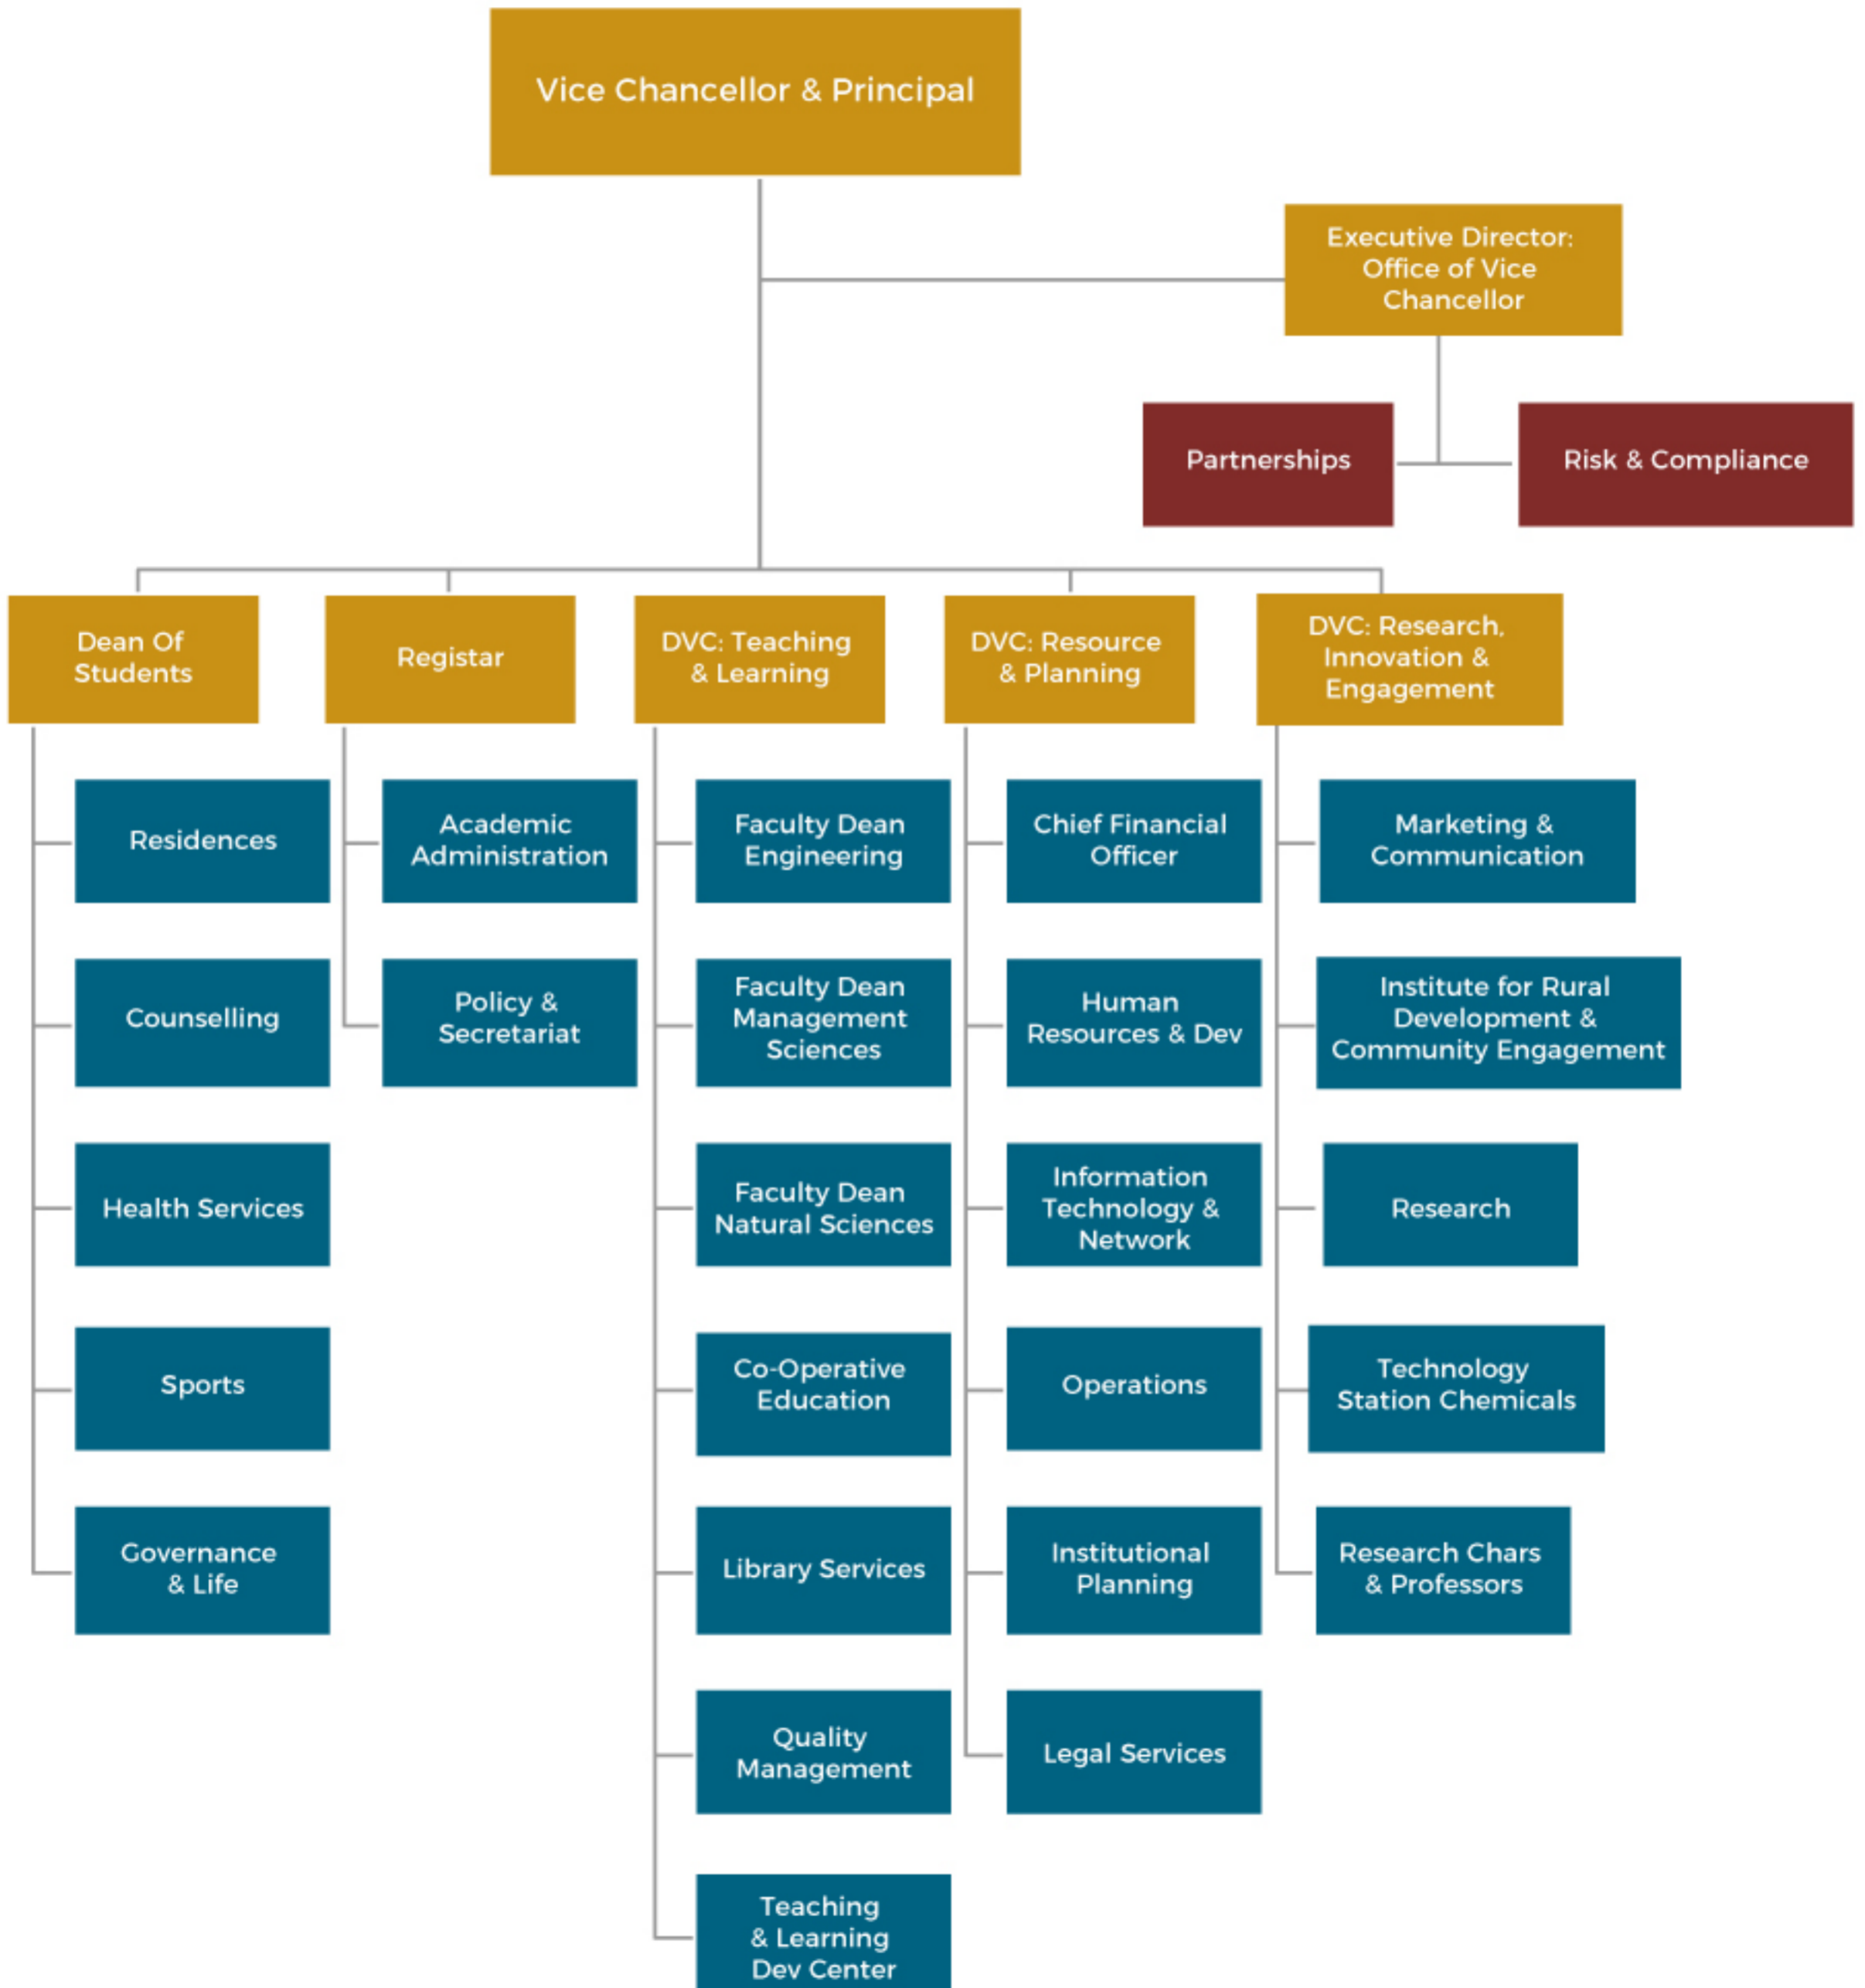 Vice Chancellor & Principal
Executive Director:
Office of Vice
Chancellor
Partnerships
Risk & Compliance
Dean Of
Students
Registar
DVC: Teaching
& Learning
DVC: Resource
& Planning
DVC: Research,
Innovation &
Engagement
Residences
Counselling
Health Services
Sports
Governance
& Life
Academic
Administration
Policy &
Secretariat
Faculty Dean
Engineering
Faculty Dean
Management
Sciences
Faculty Dean
Natural Sciences
Co-Operative
Education
Library Services
Quality
Management
Teaching
& Learning
Dev Center
Chief Financial
Officer
Human
Resources & Dev
Information
Technology &
Network
Operations
Institutional
Planning
Legal Services
Marketing &
Communication
Institute for Rural
Development &
Community Engagement
Research
Technology
Station Chemicals
Research Chars
& Professors